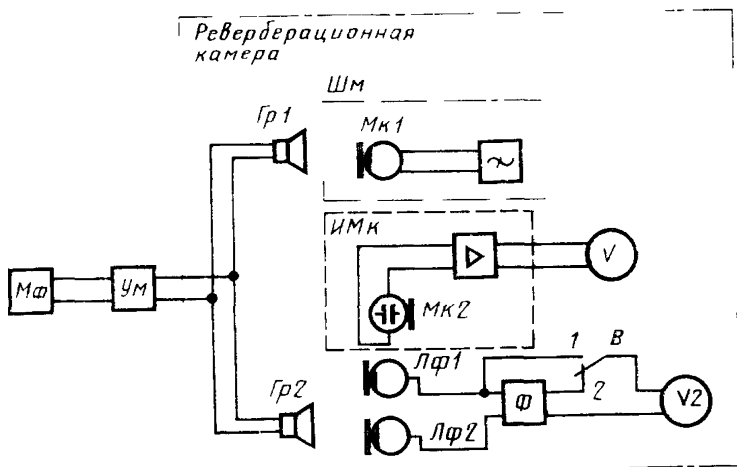 Реверберационная
камера
Шм
Гр1
Мк1
ИМк
V
Мф
Ум
Мк2
Лф1
1
В
Гр2
Ф
2
V2
Лф2